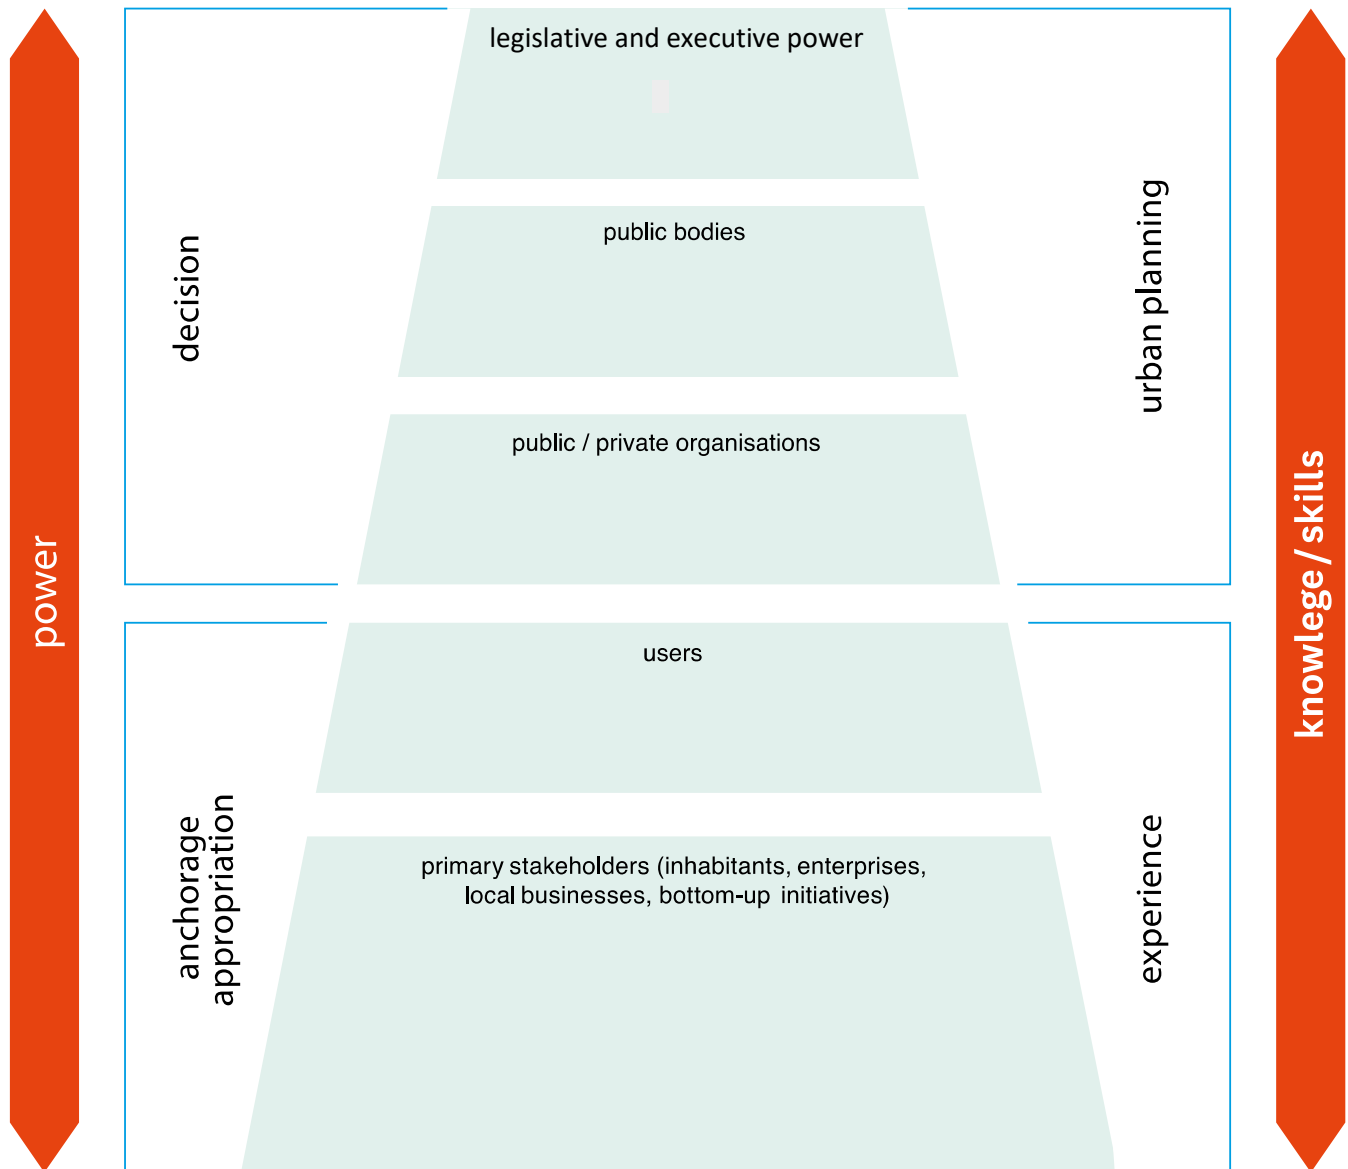 legislative and executive power
public bodies
decision
urban planning
public / private organisations
power
knowlege / skills
users
anchorage
appropriation
experience
primary stakeholders (inhabitants, enterprises,
local businesses, bottom-up initiatives)